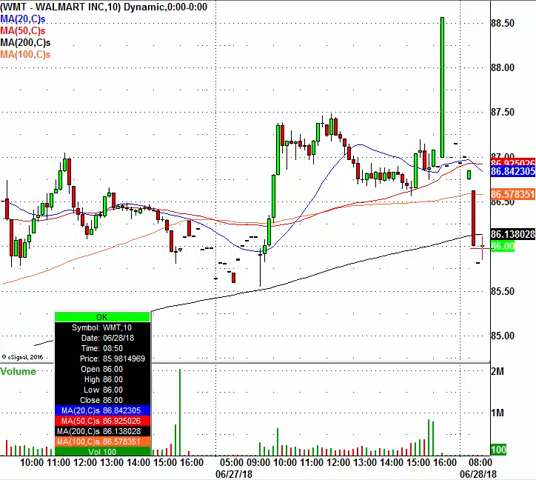 (WMT - WALMART INC,10) Dynamic,0:00-0:00
MA(20,C)s
MA(50,C)s
MA(200,C)s
MA(100,C)s
88.50
88.00
87.50
87.00
86.925026
86.842305
86.578351
86.50
86.138028
86.00
85.50
85.00
© eSignal, 2016
OK
Symbol: WMT,10
Date: 06/28/18
Time: 08:50
Price: 85.9814969
Open 86.00
High 86.00
Low 86.00
Close 86.00
MA(20,C)s 86.842305
MA(50,C)s 86.925026
MA(200,C)s 86.138028
MA(100,C)s 86.578351
Vol 100
Volume
2M
1M
100
10:00 11:00 12:00 13:00 14:00 15:00 16:00 05:00 09:00 10:00 11:00 12:00 13:00 14:00 15:00 16:00 08:00
06/27/18 06/28/18